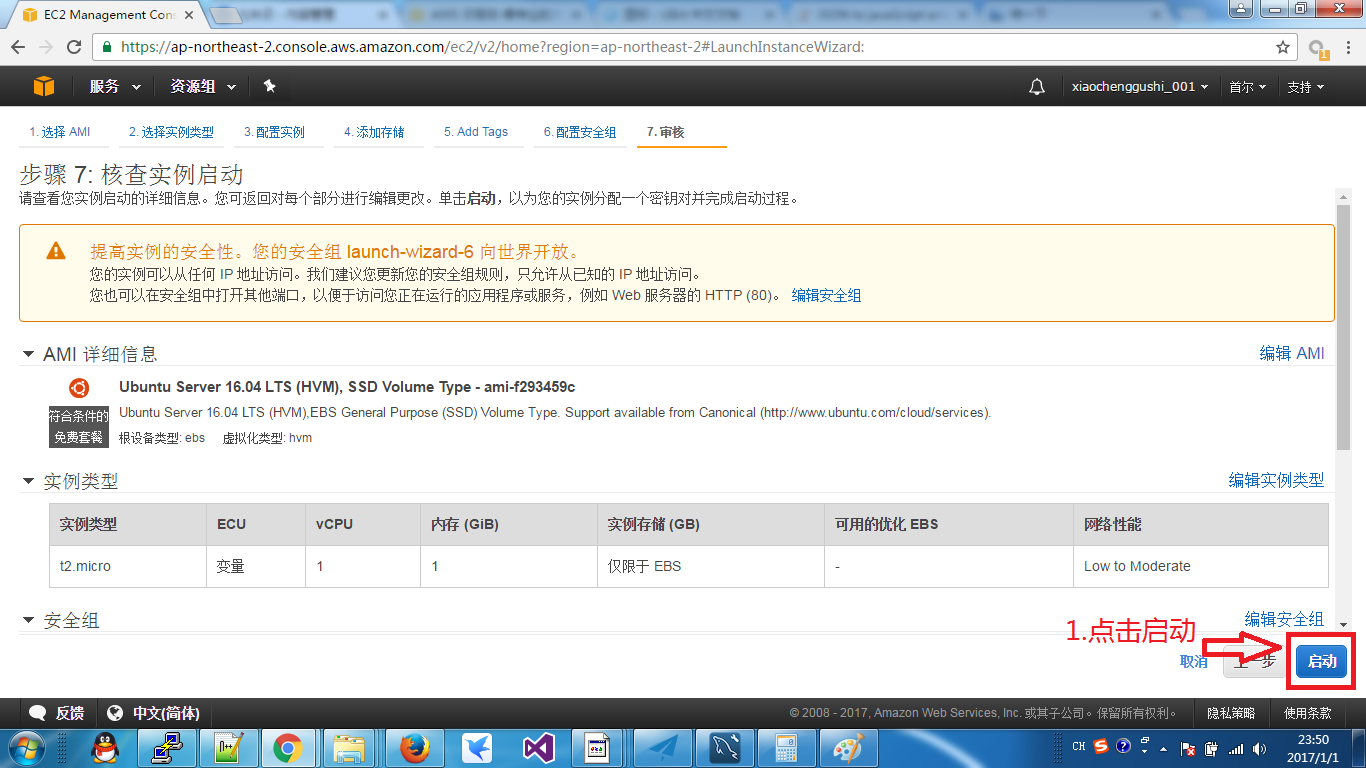 EC2 Management Con
https://ap-northeast-2.console.aws.amazon.com/ec2/v2/home?region=ap-northeast-2#LaunchInstanceWizard:
1
服务 资源组 xiaochenggushi_001 首尔 支持
1. 选择 AMI 2. 选择实例类型 3. 配置实例 4. 添加存储 5. Add Tags 6. 配置安全组 7. 审核
步骤 7: 核查实例启动
请查看您实例启动的详细信息。您可返回对每个部分进行编辑更改。单击启动，以为您的实例分配一个密钥对并完成启动过程。
提高实例的安全性。您的安全组 launch-wizard-6 向世界开放。
您的实例可以从任何 IP 地址访问。我们建议您更新您的安全组规则，只允许从已知的 IP 地址访问。
您也可以在安全组中打开其他端口，以便于访问您正在运行的应用程序或服务，例如 Web 服务器的 HTTP (80)。 编辑安全组
AMI 详细信息 编辑 AMI
Ubuntu Server 16.04 LTS (HVM), SSD Volume Type - ami-f293459c
符合条件的
免费套餐
Ubuntu Server 16.04 LTS (HVM),EBS General Purpose (SSD) Volume Type. Support available from Canonical (http://www.ubuntu.com/cloud/services).
根设备类型: ebs 虚拟化类型: hvm
实例类型 编辑实例类型
实例类型 ECU vCPU 内存 (GiB) 实例存储 (GB) 可用的优化 EBS 网络性能
t2.micro 变量 1 1 仅限于 EBS - Low to Moderate
安全组 编辑安全组
1.点击启动
取消 上一步 启动
反馈 中文(简体) © 2008 - 2017, Amazon Web Services, Inc. 或其子公司。保留所有权利。 隐私策略 使用条款
CH
23:50
2017/1/1